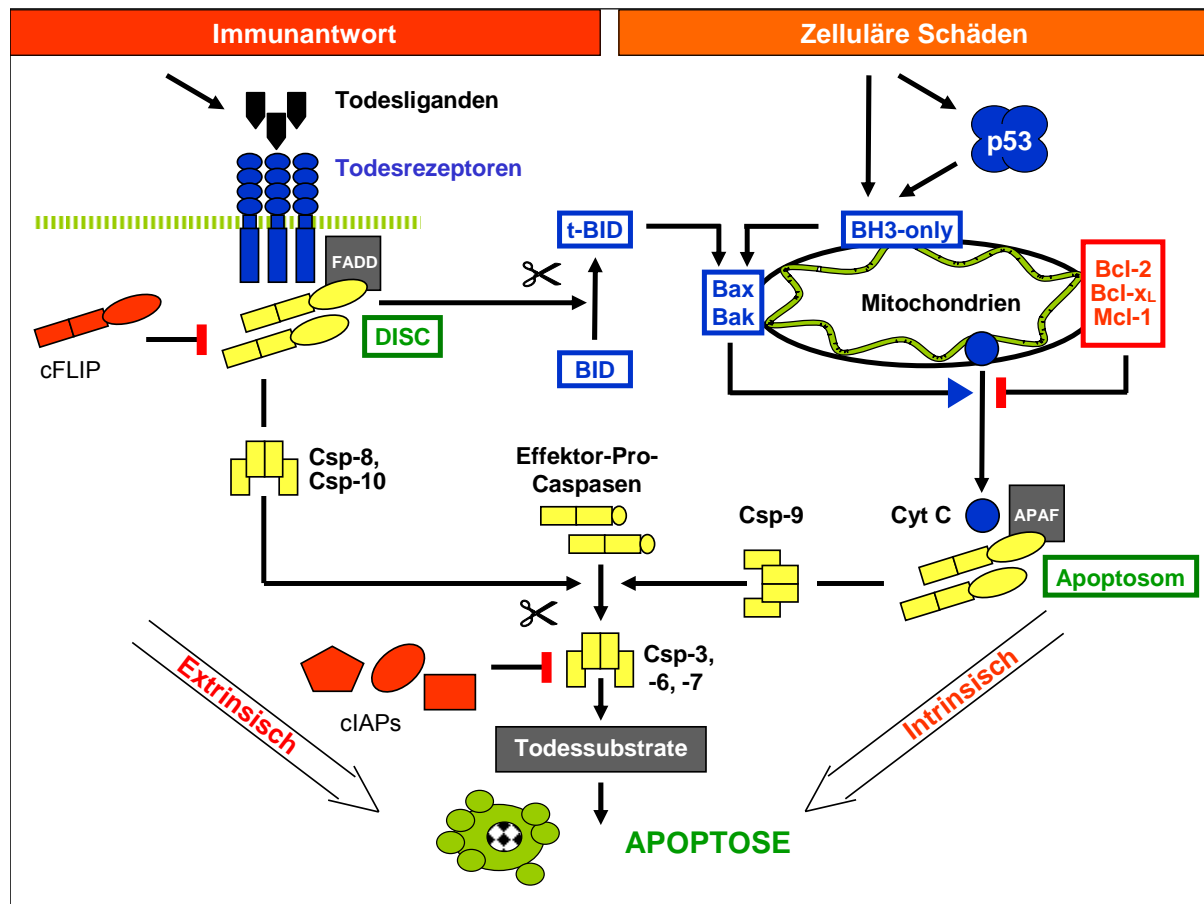 Immunantwort
Zelluläre Schäden
Todesliganden
p53
Todesrezeptoren
t-BID
BH3-only
FADD
Bcl-2
Bcl-xL
Mcl-1
Bax
Bak
Mitochondrien
DISC
cFLIP
BID
Csp-8,
Csp-10
Effektor-Pro-
Caspasen
Csp-9
Cyt C
APAF
Apoptosom
Csp-3,
-6, -7
cIAPs
Extrinsisch
Intrinsisch
Todessubstrate
APOPTOSE